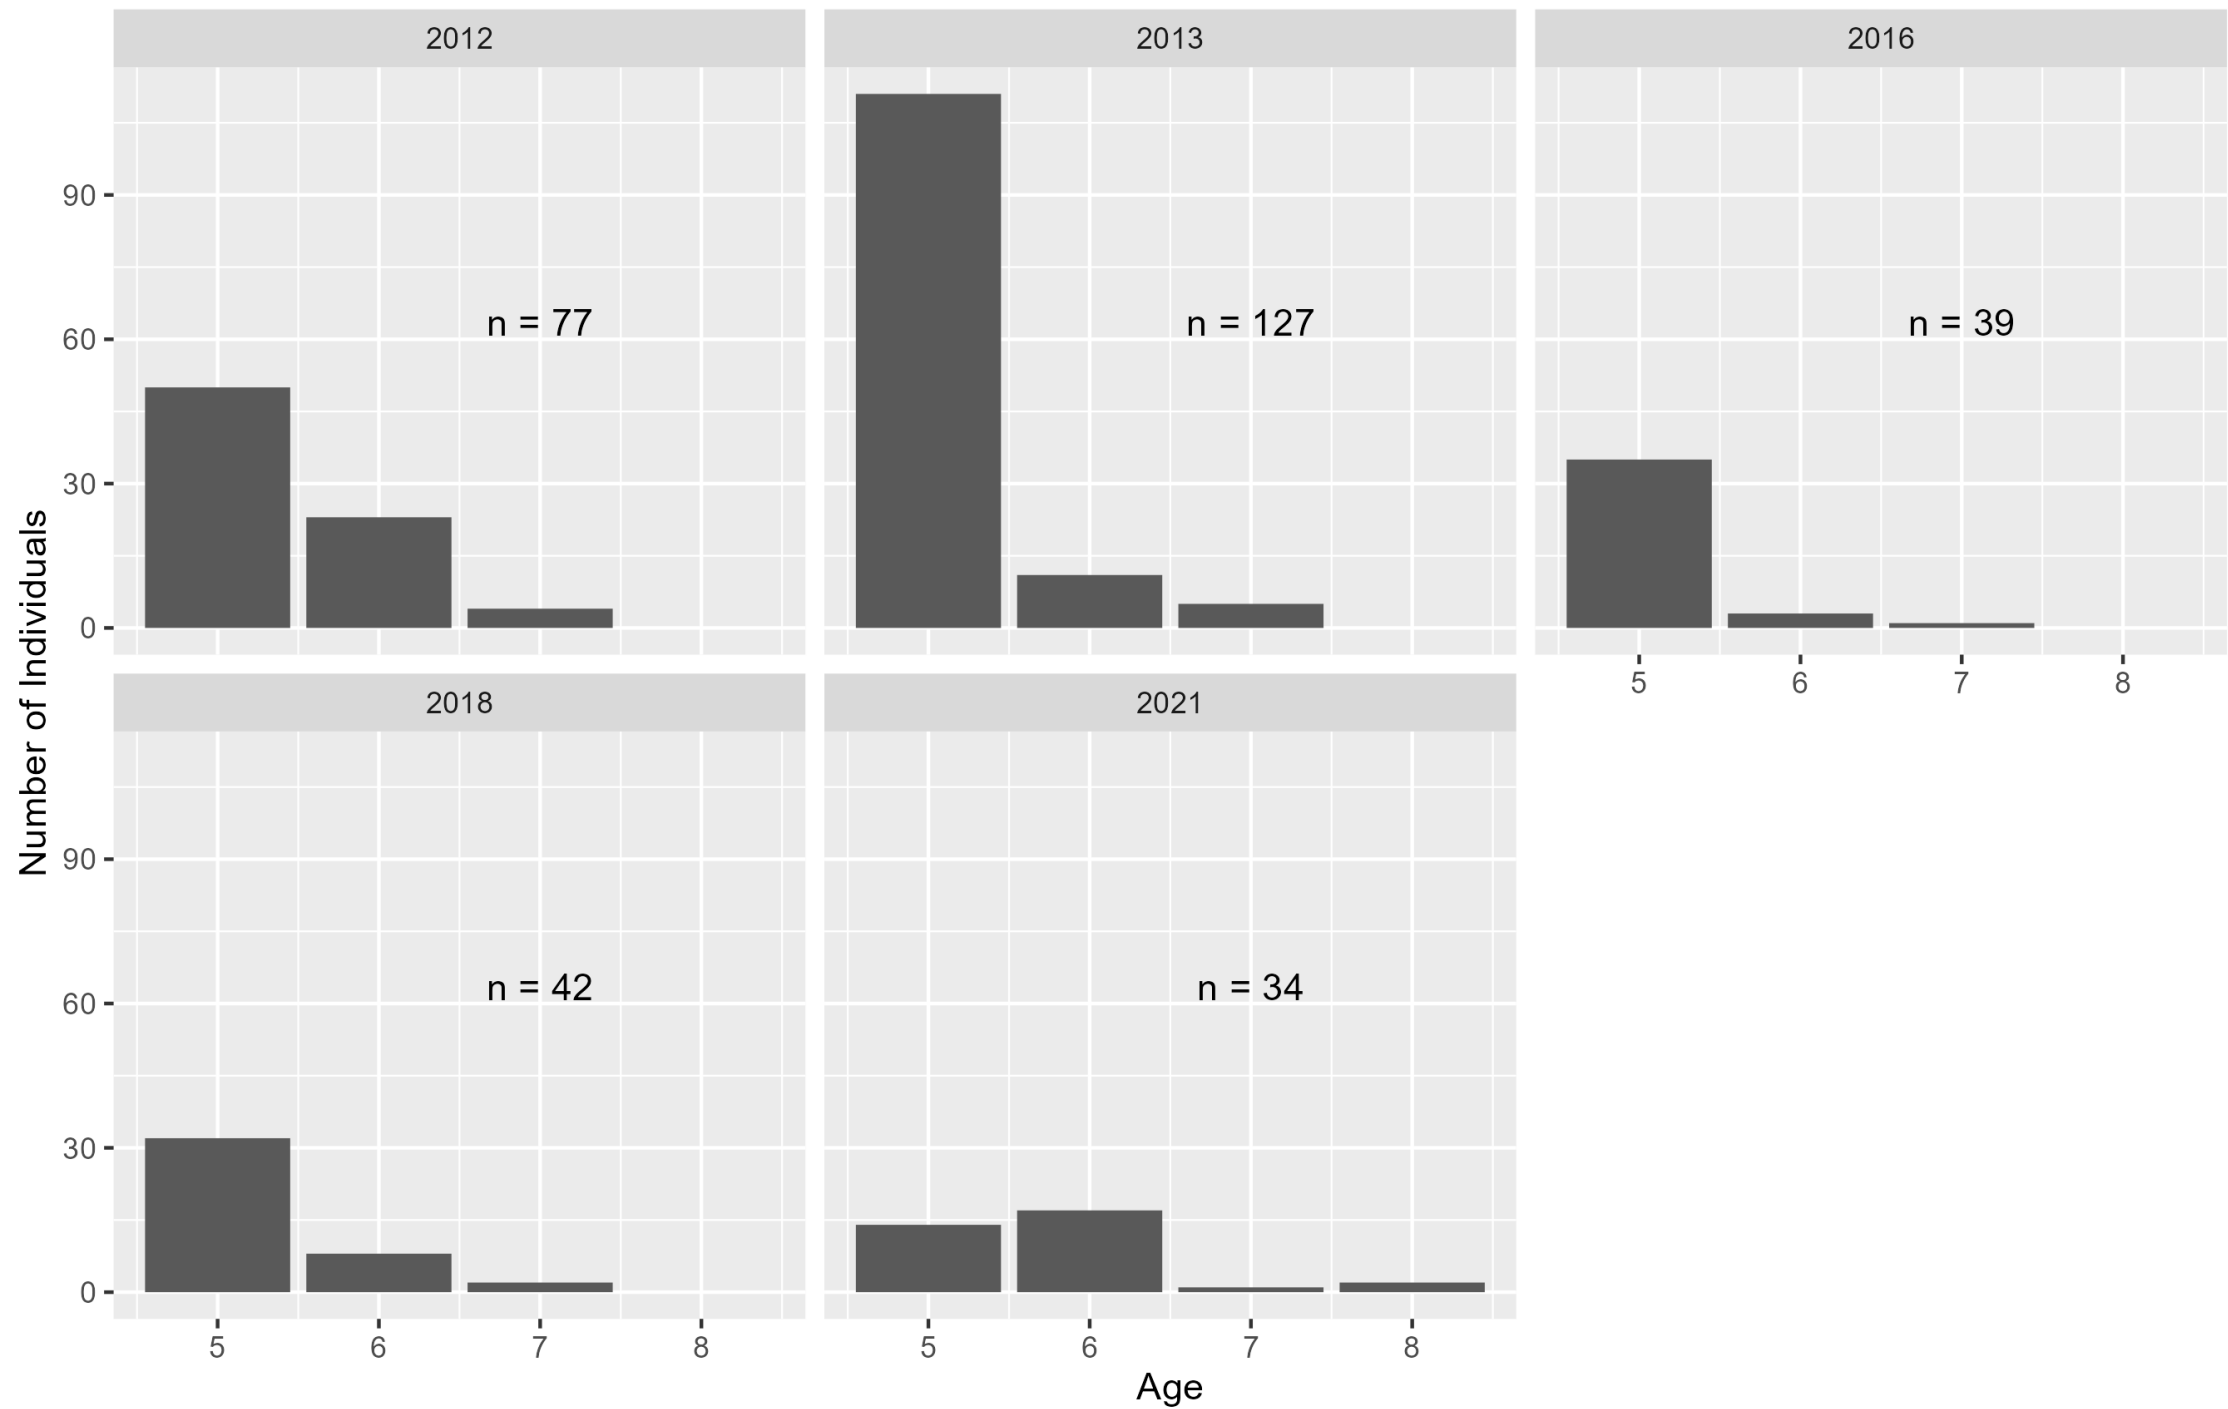 2012
2013
2016
Number of Individuals
90
60
30
0
n = 77
n = 127
n = 39
5 6 7 8
2018
2021
90
60
30
0
n = 42
n = 34
5 6 7 8
5 6 7 8
Age